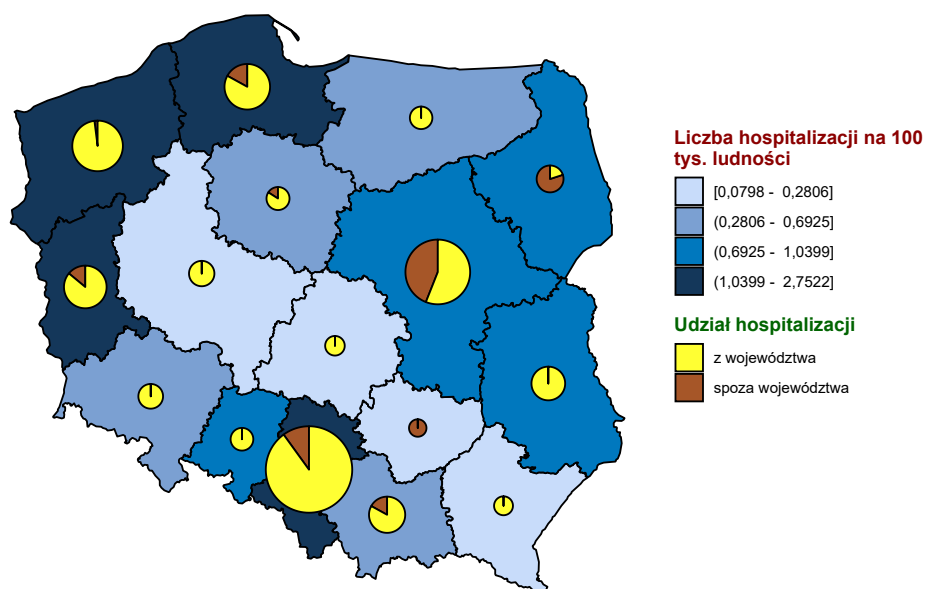 Liczba hospitalizacji na 100
tys. ludności
[0,0798 - 0,2806]
(0,2806 - 0,6925]
(0,6925 - 1,0399]
(1,0399 - 2,7522]
Udział hospitalizacji
z województwa
spoza województwa